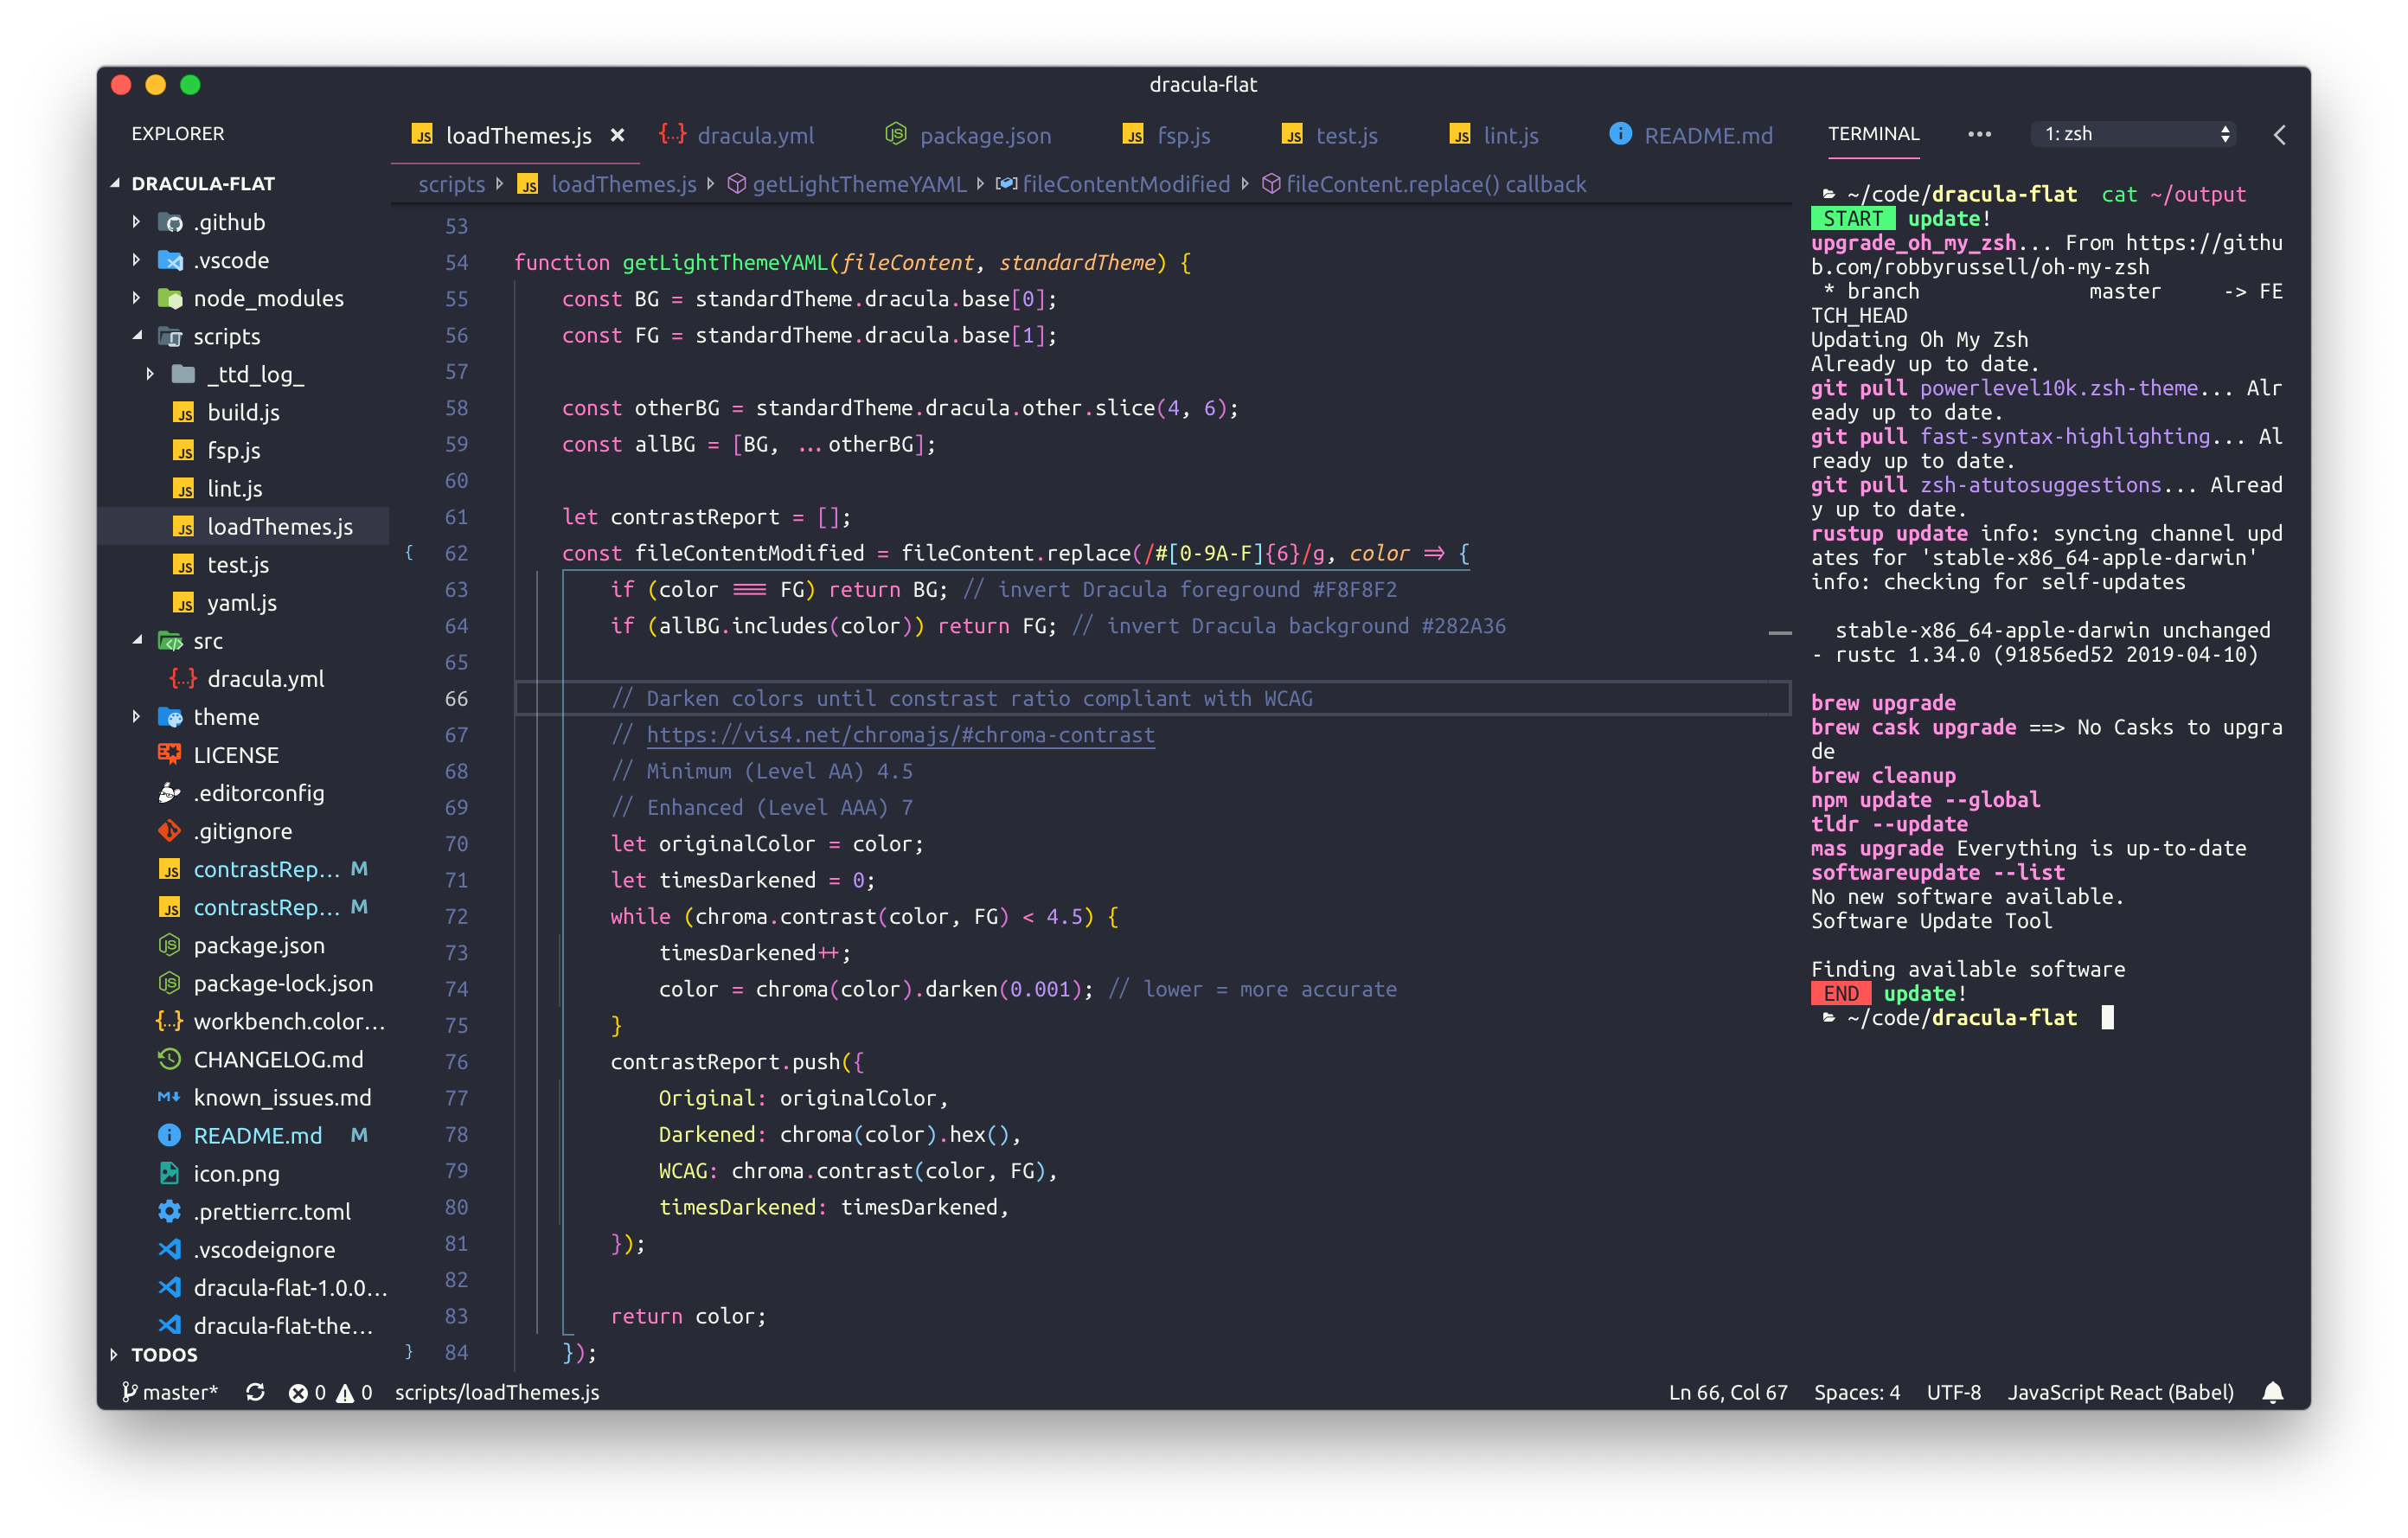 dracula-flat
EXPLORER
DRACULA-FLAT
.github
.vscode
node_modules
scripts
_ttd_log_
build.js
fsp.js
lint.js
loadThemes.js
test.js
yaml.js
src
dracula.yml
theme
LICENSE
.editorconfig
.gitignore
contrastRep... M
contrastRep... M
package.json
package-lock.json
workbench.color...
CHANGELOG.md
known_issues.md
README.md M
icon.png
.prettierrc.toml
.vscodeignore
dracula-flat-1.0.0...
dracula-flat-the...
TODOS
loadThemes.js dracula.yml package.json fsp.js test.js lint.js README.md
scripts loadThemes.js getLightThemeYAML fileContentModified fileContent.replace() callback
53
54 function getLightThemeYAML(fileContent, standardTheme) {
55 const BG = standardTheme.dracula.base[0];
56 const FG = standardTheme.dracula.base[1];
57
58 const otherBG = standardTheme.dracula.other.slice(4, 6);
59 const allBG = [BG, ...otherBG];
60
61 let contrastReport = [];
{ 62 const fileContentModified = fileContent.replace(/#[0-9A-F]{6}/g, color => {
63 if (color === FG) return BG; // invert Dracula foreground #F8F8F2
64 if (allBG.includes(color)) return FG; // invert Dracula background #282A36
65
66 // Darken colors until constrast ratio compliant with WCAG
67 // https://vis4.net/chromajs/#chroma-contrast
68 // Minimum (Level AA) 4.5
69 // Enhanced (Level AAA) 7
70 let originalColor = color;
71 let timesDarkened = 0;
72 while (chroma.contrast(color, FG) < 4.5) {
73 timesDarkened++;
74 color = chroma(color).darken(0.001); // lower = more accurate
75 }
76 contrastReport.push({
77 Original: originalColor,
78 Darkened: chroma(color).hex(),
79 WCAG: chroma.contrast(color, FG),
80 timesDarkened: timesDarkened,
81 });
82
83 return color;
} 84 });
TERMINAL ••• 1: zsh
~/code/dracula-flat cat ~/output
START update!
upgrade_oh_my_zsh... From https://githu
b.com/robbyrussell/oh-my-zsh
* branch master -> FE
TCH_HEAD
Updating Oh My Zsh
Already up to date.
git pull powerlevel10k.zsh-theme... Alr
eady up to date.
git pull fast-syntax-highlighting... Al
ready up to date.
git pull zsh-atutosuggestions... Alread
y up to date.
rustup update info: syncing channel upd
ates for 'stable-x86_64-apple-darwin'
info: checking for self-updates
stable-x86_64-apple-darwin unchanged
- rustc 1.34.0 (91856ed52 2019-04-10)
brew upgrade
brew cask upgrade ==> No Casks to upgra
de
brew cleanup
npm update --global
tldr --update
mas upgrade Everything is up-to-date
softwareupdate --list
No new software available.
Software Update Tool
Finding available software
END update!
~/code/dracula-flat
master* 0 0 scripts/loadThemes.js Ln 66, Col 67 Spaces: 4 UTF-8 JavaScript React (Babel)